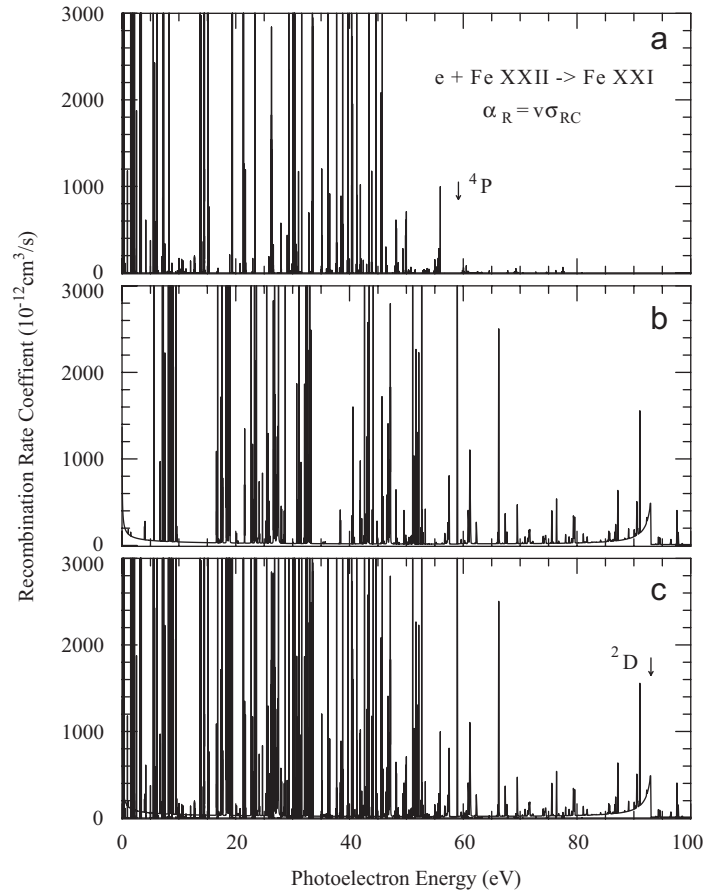 Recombination Rate Coeffient (10⁻¹²cm³/s)
3000
2000
1000
0
a
e + Fe XXII -> Fe XXI
α R = vσRC
⁴P
3000
2000
1000
0
b
3000
2000
1000
0
c
²D
0 20 40 60 80 100
Photoelectron Energy (eV)